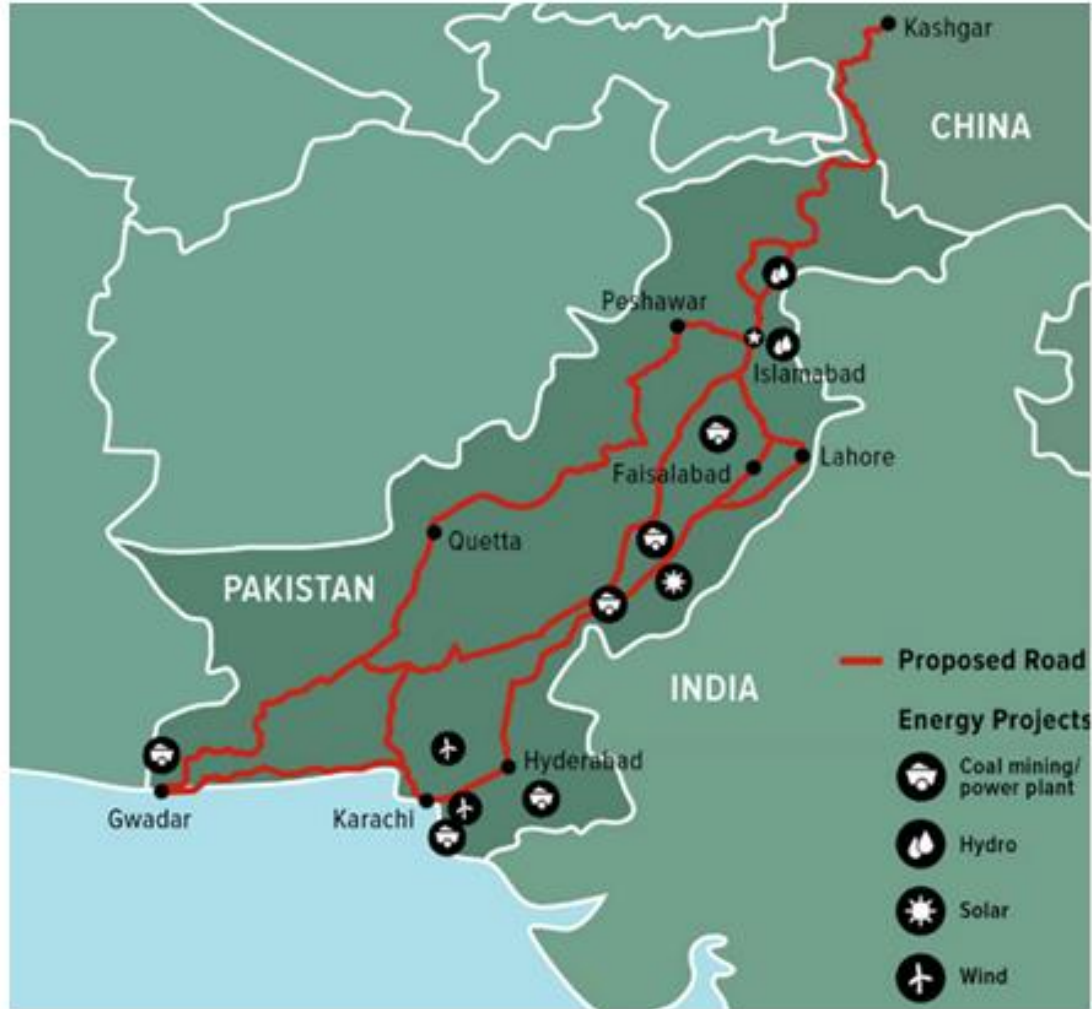 Kashgar
CHINA
Peshawar
Islamabad
Lahore
Faisalabad
Quetta
PAKISTAN
INDIA
Proposed Road
Energy Projects
Coal mining/
power plant
Hydro
Solar
Wind
Hyderabad
Karachi
Gwadar